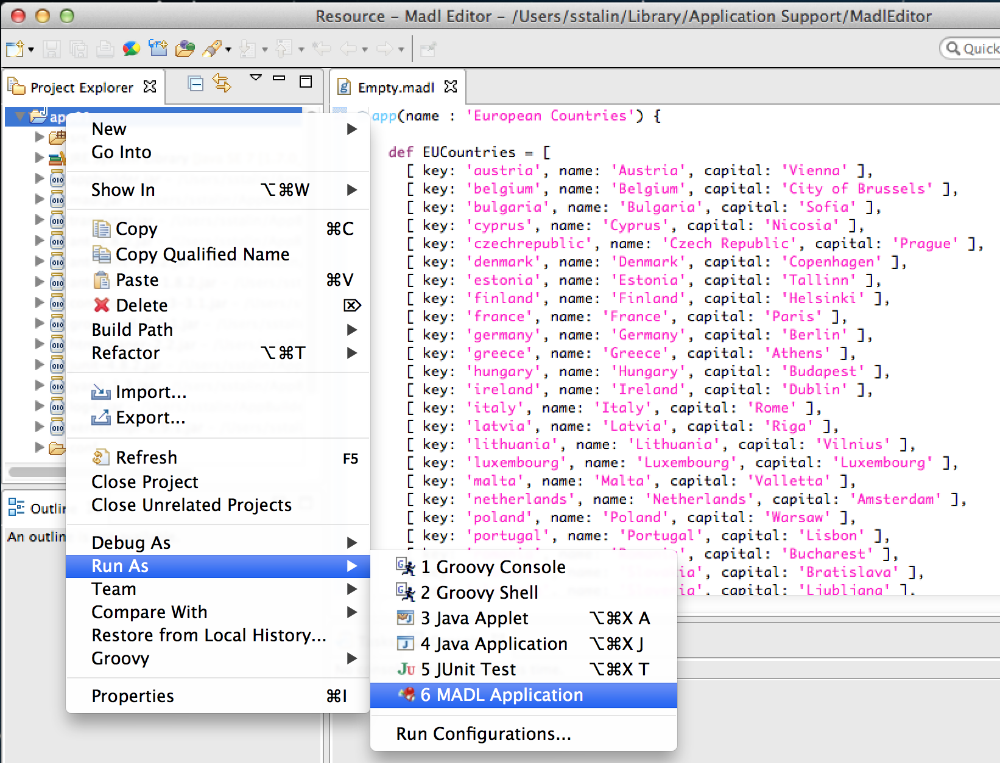 Resource – Madl Editor – /Users/sstalin/Library/Application Support/MadlEditor
Quick
Project Explorer
Empty.madl
app(name : 'European Countries') {
def EUCountries = [
[ key: 'austria', name: 'Austria', capital: 'Vienna' ],
[ key: 'belgium', name: 'Belgium', capital: 'City of Brussels' ],
[ key: 'bulgaria', name: 'Bulgaria', capital: 'Sofia' ],
[ key: 'cyprus', name: 'Cyprus', capital: 'Nicosia' ],
[ key: 'czechrepublic', name: 'Czech Republic', capital: 'Prague' ],
[ key: 'denmark', name: 'Denmark', capital: 'Copenhagen' ],
[ key: 'estonia', name: 'Estonia', capital: 'Tallinn' ],
[ key: 'finland', name: 'Finland', capital: 'Helsinki' ],
[ key: 'france', name: 'France', capital: 'Paris' ],
[ key: 'germany', name: 'Germany', capital: 'Berlin' ],
[ key: 'greece', name: 'Greece', capital: 'Athens' ],
[ key: 'hungary', name: 'Hungary', capital: 'Budapest' ],
[ key: 'ireland', name: 'Ireland', capital: 'Dublin' ],
[ key: 'italy', name: 'Italy', capital: 'Rome' ],
[ key: 'latvia', name: 'Latvia', capital: 'Riga' ],
[ key: 'lithuania', name: 'Lithuania', capital: 'Vilnius' ],
[ key: 'luxembourg', name: 'Luxembourg', capital: 'Luxembourg' ],
[ key: 'malta', name: 'Malta', capital: 'Valletta' ],
[ key: 'netherlands', name: 'Netherlands', capital: 'Amsterdam' ],
[ key: 'poland', name: 'Poland', capital: 'Warsaw' ],
[ key: 'portugal', name: 'Portugal', capital: 'Lisbon' ],
capital: 'Bucharest' ],
ia', capital: 'Bratislava' ],
ia', capital: 'Ljubljana' ],
New
Go Into
Show In ⌥⌘W
Copy ⌘C
Copy Qualified Name
Paste ⌘V
Delete ⌦
Build Path
Refactor ⌥⌘T
Import...
Export...
Refresh F5
Close Project
Close Unrelated Projects
Debug As
Run As
Team
Compare With
Restore from Local History...
Groovy
Properties ⌘I
1 Groovy Console
2 Groovy Shell
3 Java Applet ⌥⌘X A
4 Java Application ⌥⌘X J
5 JUnit Test ⌥⌘X T
6 MADL Application
Run Configurations...
Outlin
An outlin